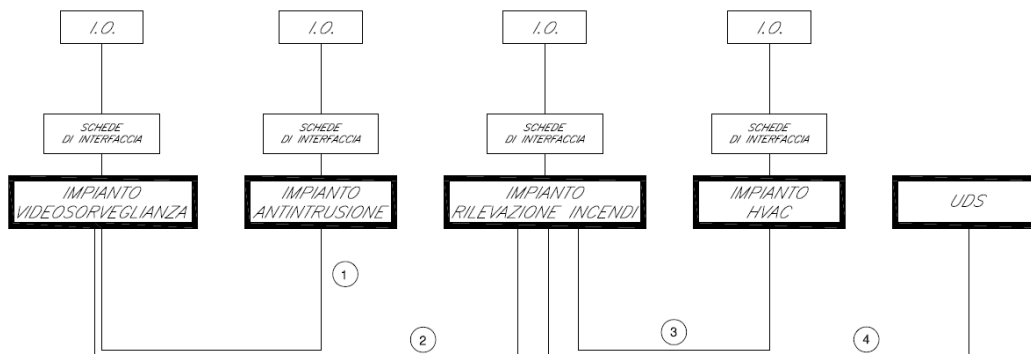 I.O.
I.O.
I.O.
I.O.
SCHEDE
DI INTERFACCIA
SCHEDE
DI INTERFACCIA
SCHEDE
DI INTERFACCIA
SCHEDE
DI INTERFACCIA
IMPIANTO
VIDEOSORVEGLIANZA
IMPIANTO
ANTINTRUSIONE
IMPIANTO
RILEVAZIONE INCENDI
IMPIANTO
HVAC
UDS
1
2
3
4